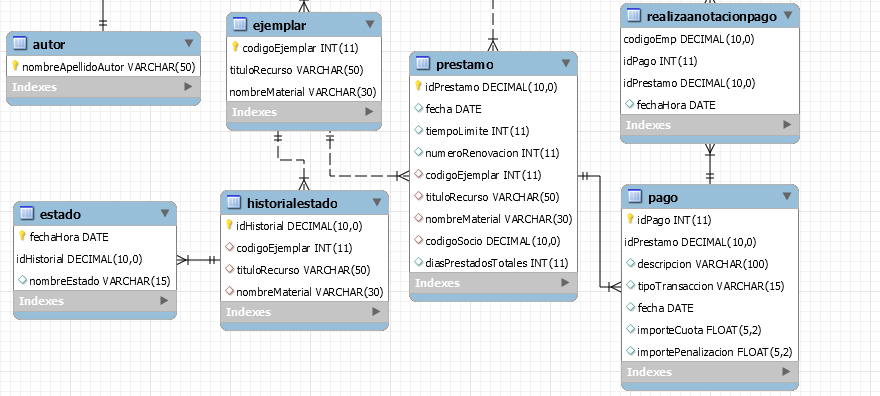 autor
nombreApellidoAutor VARCHAR(50)
Indexes
ejemplar
codigoEjemplar INT(11)
tituloRecurso VARCHAR(50)
nombreMaterial VARCHAR(30)
Indexes
prestamo
idPrestamo DECIMAL(10,0)
fecha DATE
tiempoLimite INT(11)
numeroRenovacion INT(11)
codigoEjemplar INT(11)
tituloRecurso VARCHAR(50)
nombreMaterial VARCHAR(30)
codigoSocio DECIMAL(10,0)
diasPrestadosTotales INT(11)
Indexes
realizaanotacionpago
codigoEmp DECIMAL(10,0)
idPago INT(11)
idPrestamo DECIMAL(10,0)
fechaHora DATE
Indexes
estado
fechaHora DATE
idHistorial DECIMAL(10,0)
nombreEstado VARCHAR(15)
Indexes
historialestado
idHistorial DECIMAL(10,0)
codigoEjemplar INT(11)
tituloRecurso VARCHAR(50)
nombreMaterial VARCHAR(30)
Indexes
pago
idPago INT(11)
idPrestamo DECIMAL(10,0)
descripcion VARCHAR(100)
tipoTransaccion VARCHAR(15)
fecha DATE
importeCuota FLOAT(5,2)
importePenalizacion FLOAT(5,2)
Indexes